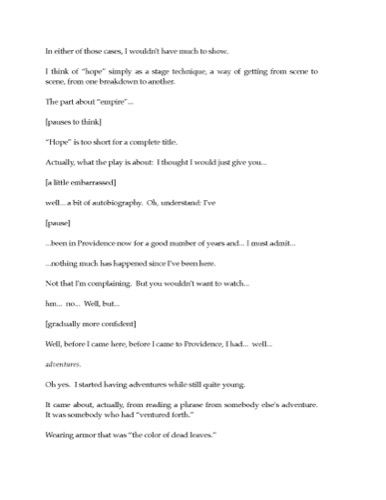 In either of those cases, I wouldn't have much to show.
I think of "hope" simply as a stage technique, a way of getting from scene to
scene, from one breakdown to another.
The part about "empire"...
[pauses to think]
"Hope" is too short for a complete title.
Actually, what the play is about: I thought I would just give you...
[a little embarrassed]
well... a bit of autobiography. Oh, understand: I've
[pause]
...been in Providence now for a good number of years and... I must admit...
...nothing much has happened since I've been here.
Not that I'm complaining. But you wouldn't want to watch...
hm... no... Well, but...
[gradually more confident]
Well, before I came here, before I came to Providence, I had... well...
adventures.
Oh yes. I started having adventures while still quite young.
It came about, actually, from reading a phrase from somebody else's adventure.
It was somebody who had "ventured forth."
Wearing armor that was "the color of dead leaves."